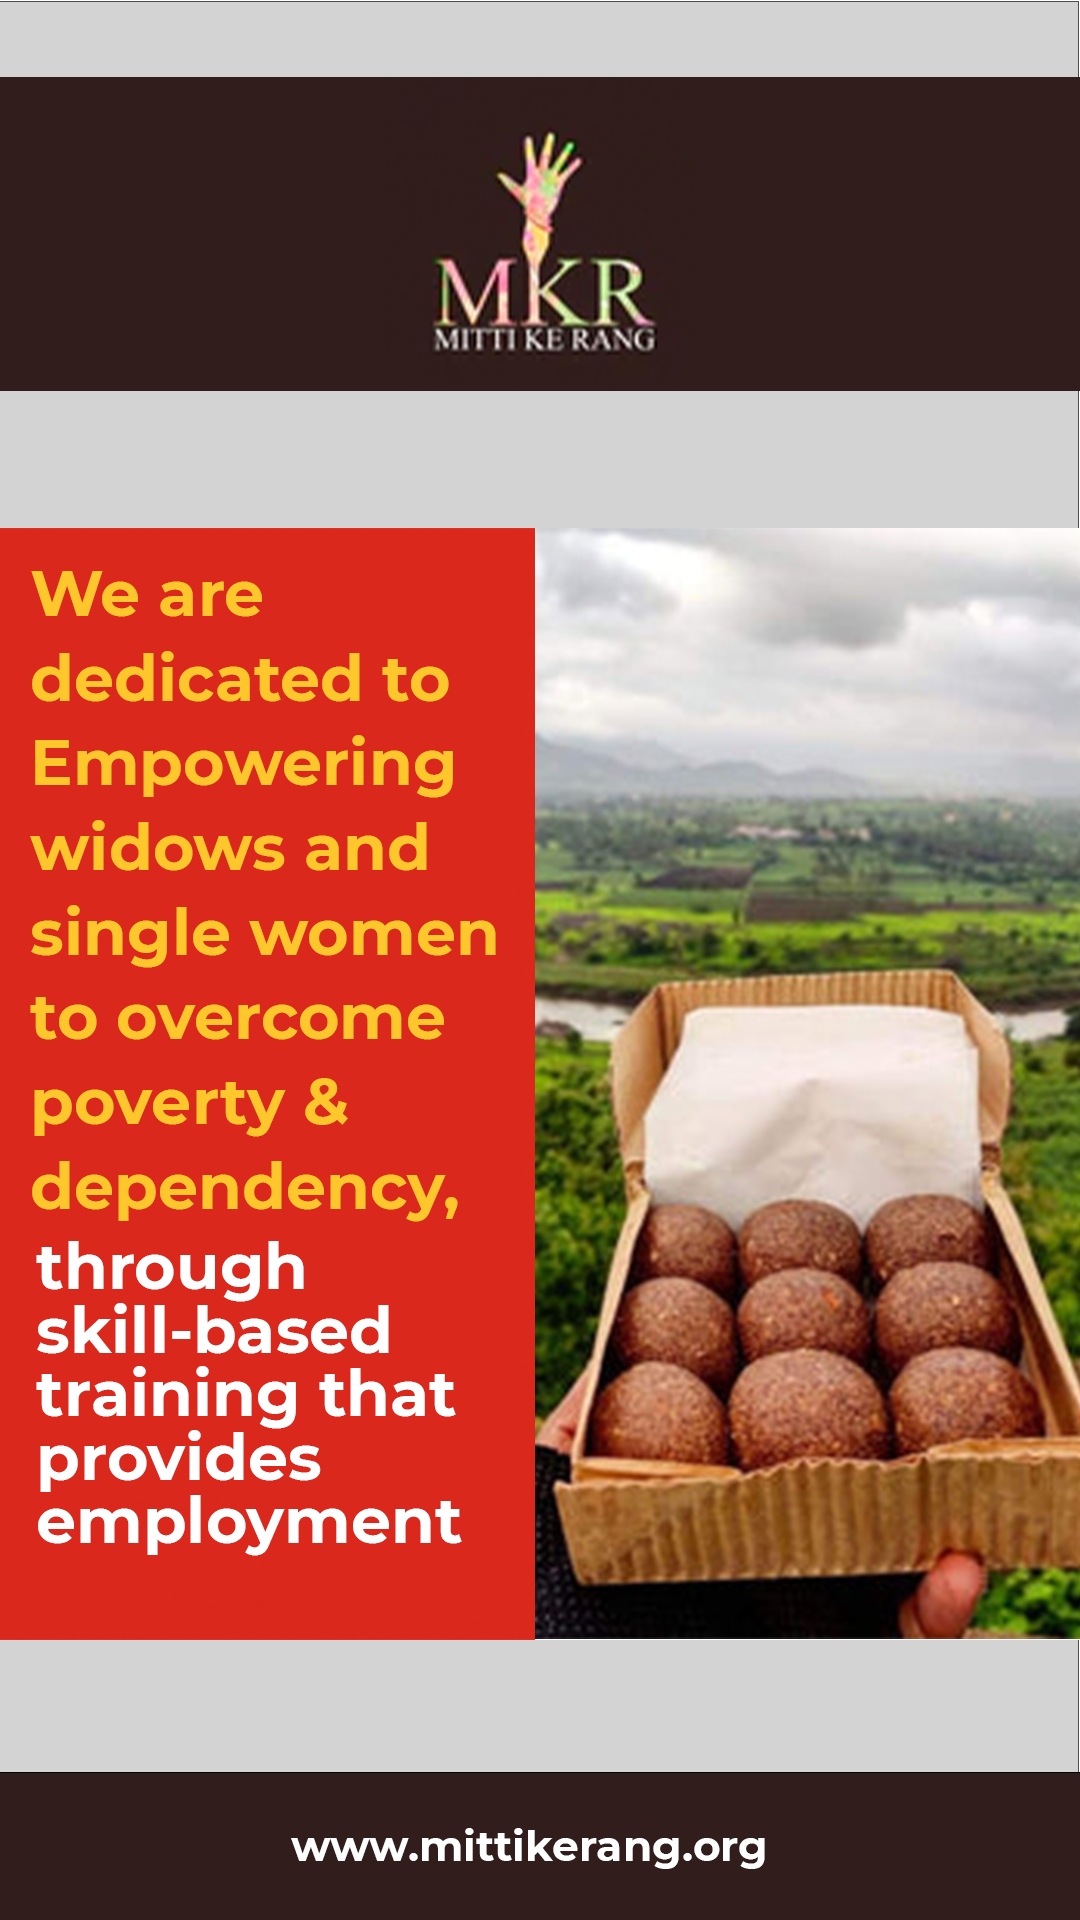 MKR
MITTI KE RANG
We are
dedicated to
Empowering
widows and
single women
to overcome
poverty &
dependency,
through
skill-based
training that
provides
employment
www.mittikerang.org